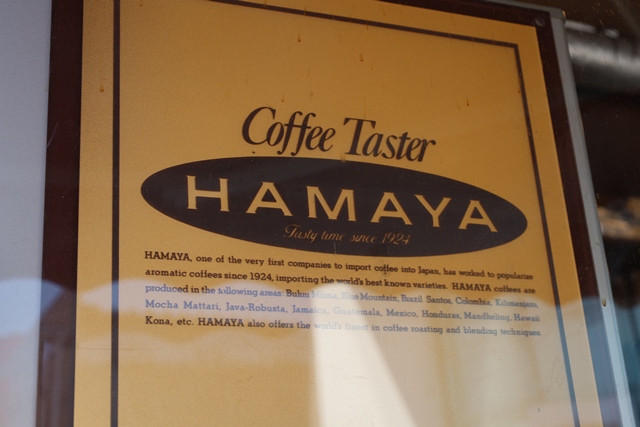 Coffee Taster
HAMAYA
Tasty time since 1924
HAMAYA, one of the very first companies to import coffee into Japan, has worked to popularize
aromatic coffees since 1924, importing the world's best known varieties. HAMAYA coffees are
produced in the following areas: Bukra Mama, Blue Mountain, Brazil Santos, Colombia, Kilimanjaro,
Mocha Mattari, Java-Robusta, Jamaica, Guatemala, Mexico, Honduras, Mandheling, Hawaii
Kona, etc. HAMAYA also offers the world's finest in coffee roasting and blending techniques.